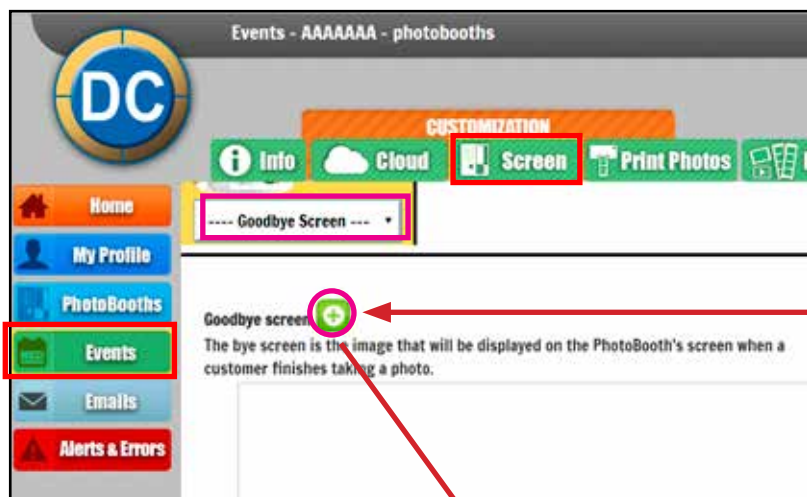 Events - AAAAAAA - photobooths
DC
CUSTOMIZATION
Info Cloud Screen Print Photos
---- Goodbye Screen ---
Home
My Profile
PhotoBooths
Events
Emails
Alerts & Errors
Goodbye screen
The bye screen is the image that will be displayed on the PhotoBooth's screen when a
customer finishes taking a photo.